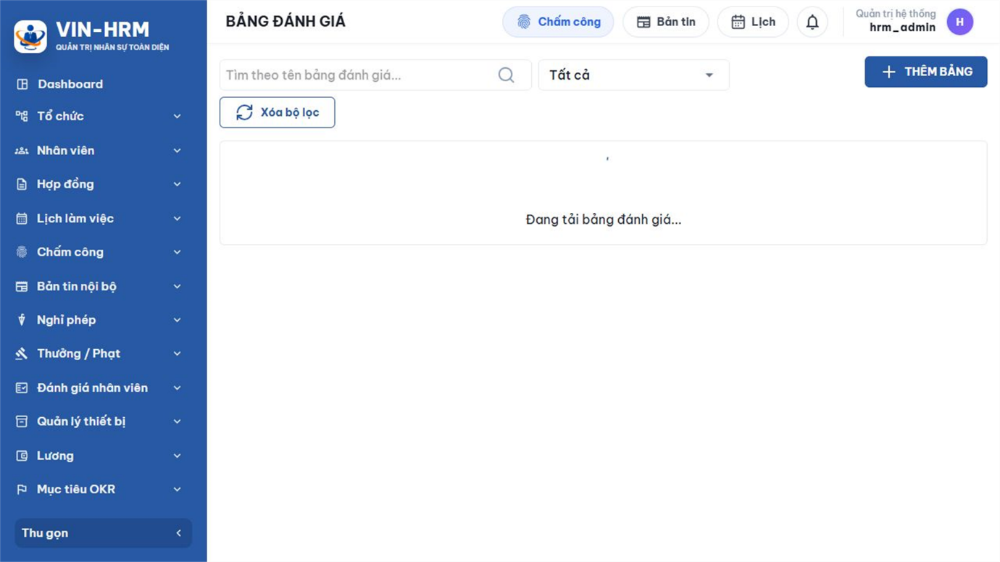 VIN-HRM
QUẢN TRỊ NHÂN SỰ TOÀN DIỆN
Dashboard
Tổ chức
Nhân viên
Hợp đồng
Lịch làm việc
Chấm công
Bản tin nội bộ
Nghỉ phép
Thưởng / Phạt
Đánh giá nhân viên
Quản lý thiết bị
Lương
Mục tiêu OKR
Thu gọn
BẢNG ĐÁNH GIÁ
Chấm công
Bản tin
Lịch
Quản trị hệ thống
hrm_admin
H
Tìm theo tên bảng đánh giá...
Tất cả
THÊM BẢNG
Xóa bộ lọc
Đang tải bảng đánh giá...